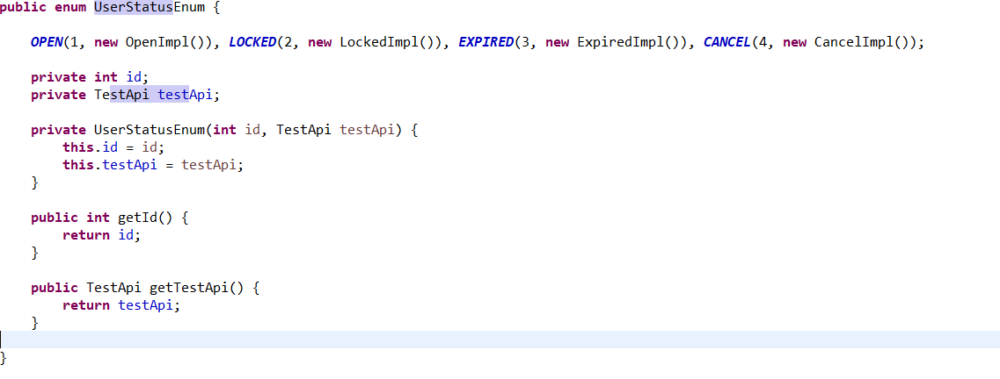 public enum UserStatusEnum {
OPEN(1, new OpenImpl()), LOCKED(2, new LockedImpl()), EXPIRED(3, new ExpiredImpl()), CANCEL(4, new CancelImpl());
private int id;
private TestApi testApi;
private UserStatusEnum(int id, TestApi testApi) {
this.id = id;
this.testApi = testApi;
}
public int getId() {
return id;
}
public TestApi getTestApi() {
return testApi;
}
}